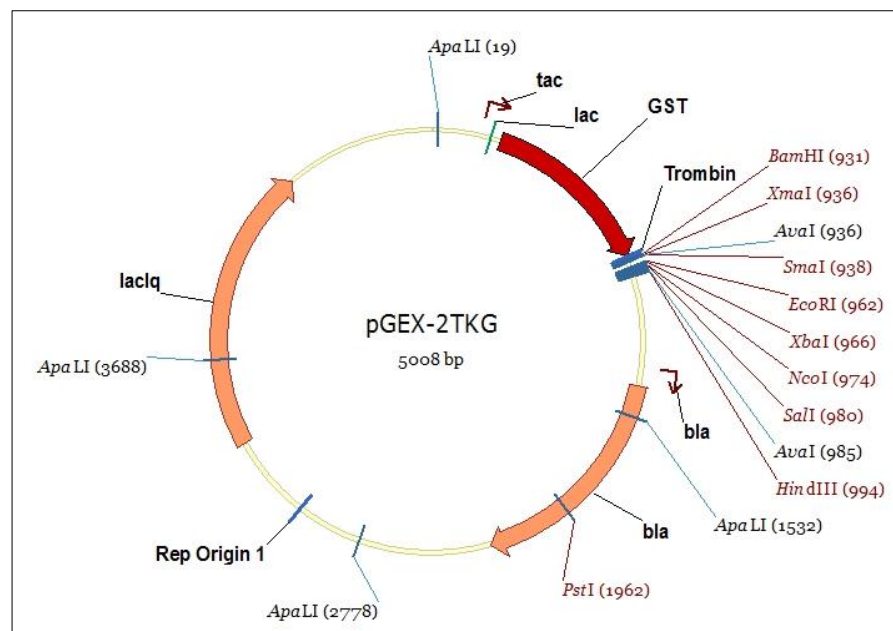 ApaLI (19)
tac
lac
GST
Trombin
BamHI (931)
XmaI (936)
AvaI (936)
SmaI (938)
EcoRI (962)
XbaI (966)
NcoI (974)
SalI (980)
AvaI (985)
HindIII (994)
lacIq
pGEX-2TKG
5008 bp
ApaLI (3688)
bla
ApaLI (1532)
bla
PstI (1962)
Rep Origin 1
ApaLI (2778)